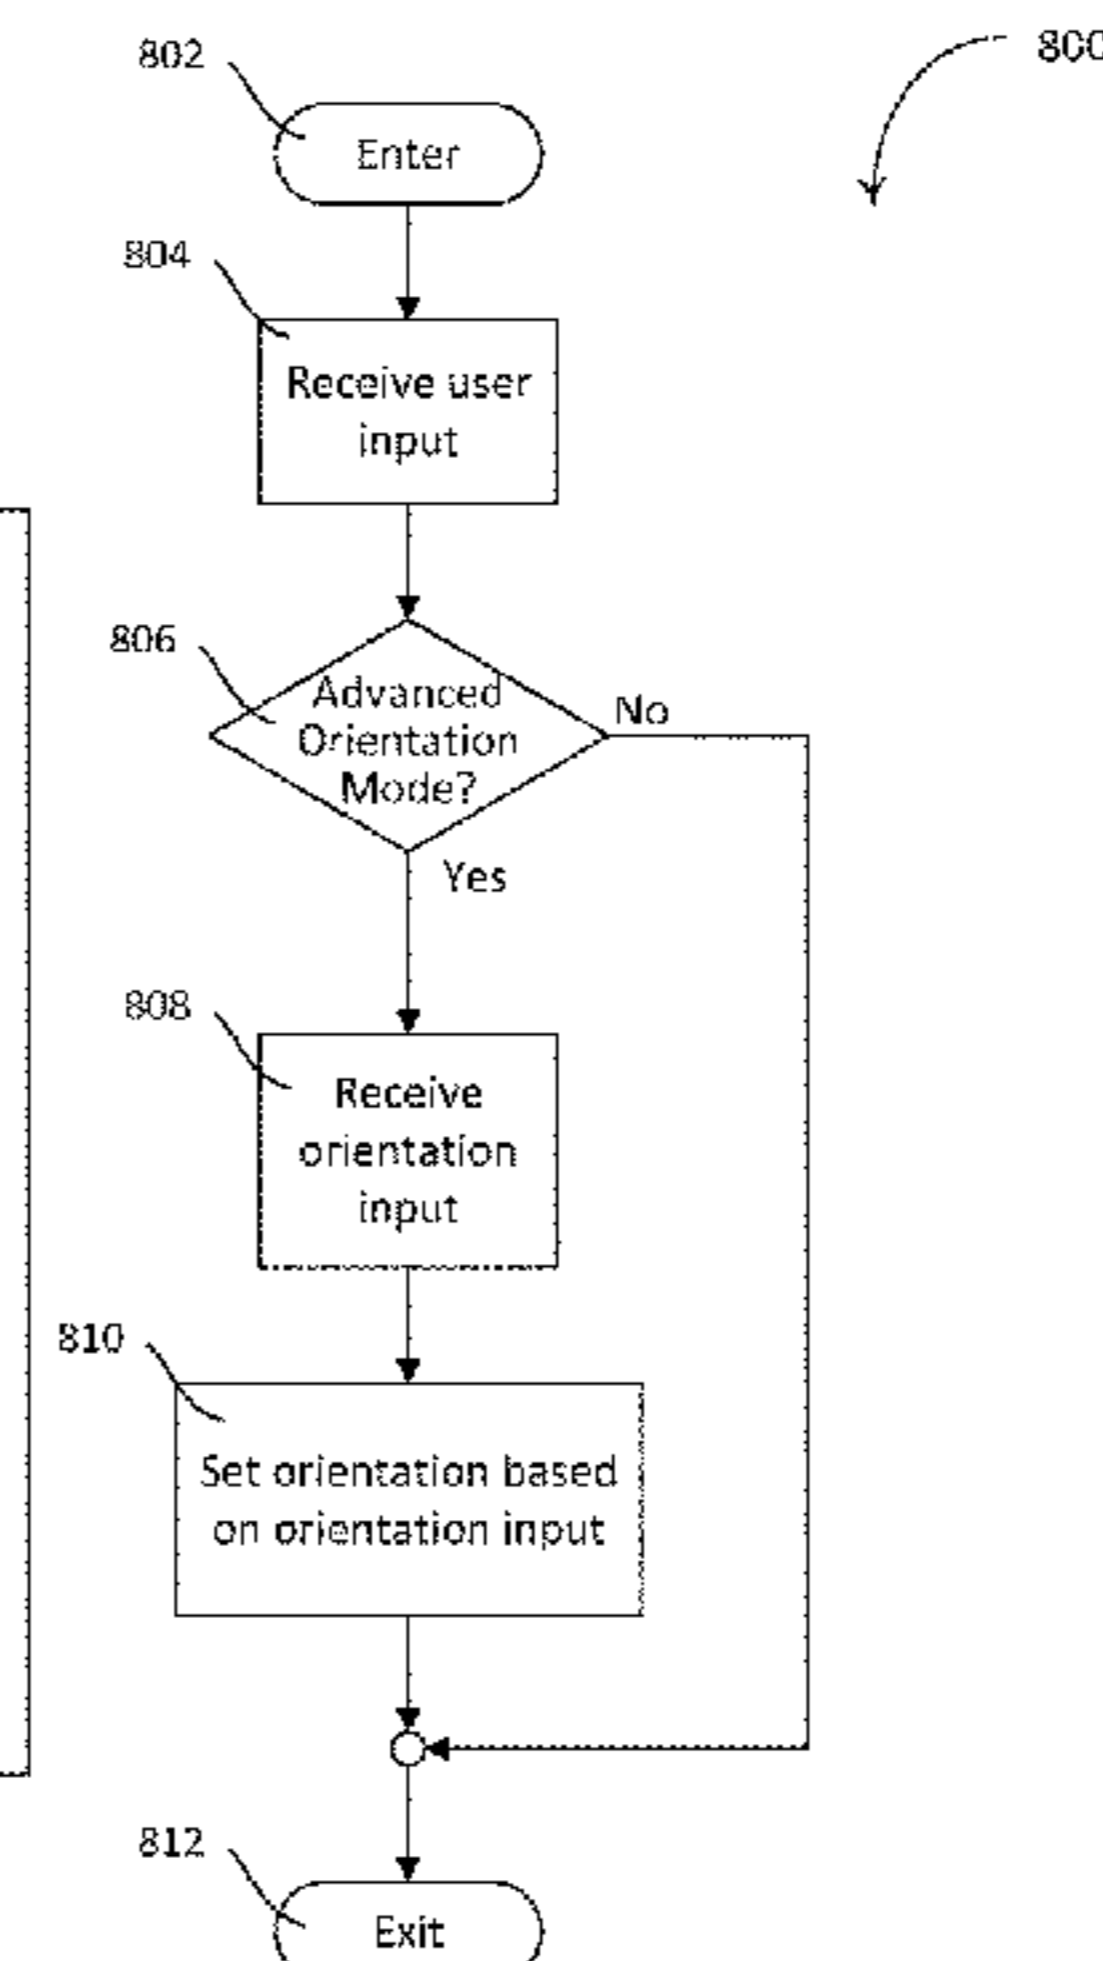 802
800
Enter
804
Receive user
input
806
Advanced
Orientation
Mode?
No
Yes
808
Receive
orientation
input
810
Set orientation based
on orientation input
812
Exit